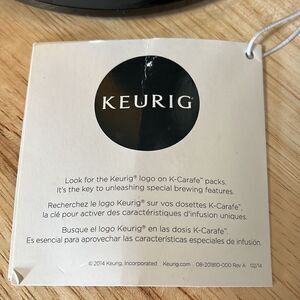 KEURIG
Look for the Keurig® logo on K-Carafe™ packs.
It's the key to unleashing special brewing features.
Recherchez le logo Keurig® sur vos dosettes K-Carafe™,
la clé pour activer des caractéristiques d'infusion uniques.
Busque el logo Keurig® en las dosis K-Carafe™.
Es esencial para aprovechar las características especiales de infusión.
© 2014 Keurig, Incorporated Keurig.com 08-201910-000 Rev A 02/14